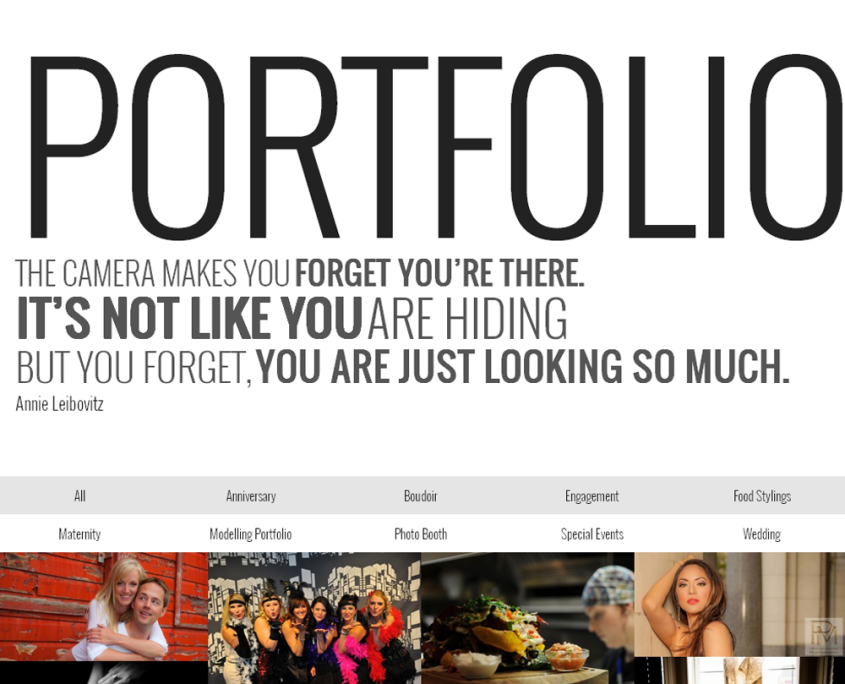 PORTFOLIO
THE CAMERA MAKES YOU FORGET YOU'RE THERE.
IT'S NOT LIKE YOU ARE HIDING
BUT YOU FORGET, YOU ARE JUST LOOKING SO MUCH.
Annie Leibovitz
All Anniversary Boudoir Engagement Food Stylings
Maternity Modelling Portfolio Photo Booth Special Events Wedding